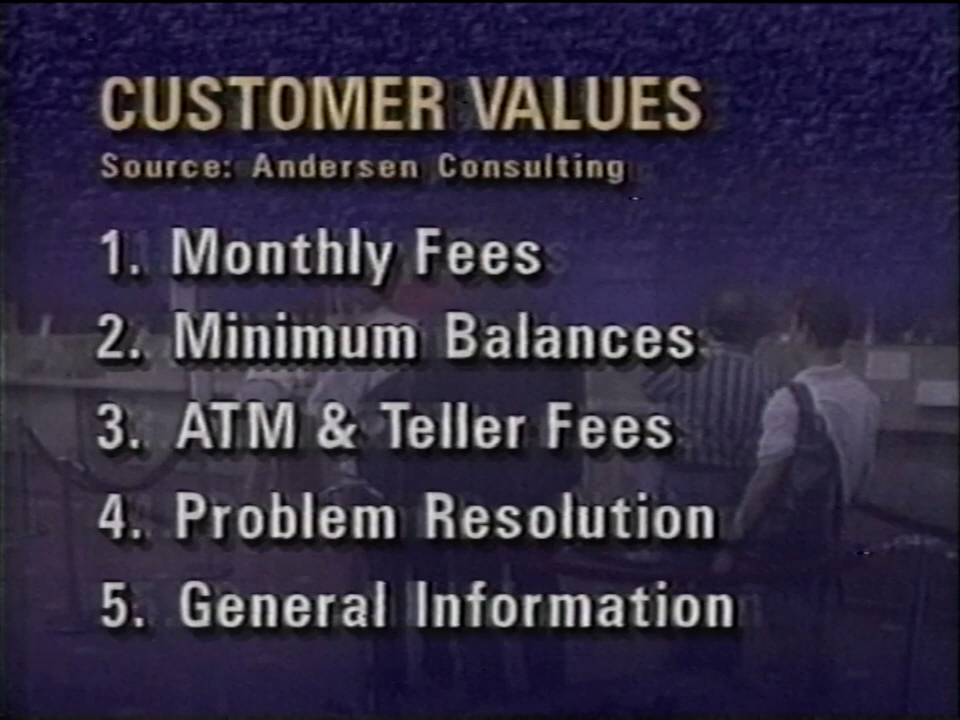 CUSTOMER VALUES
Source: Andersen Consulting
1. Monthly Fees
2. Minimum Balances
3. ATM & Teller Fees
4. Problem Resolution
5. General Information